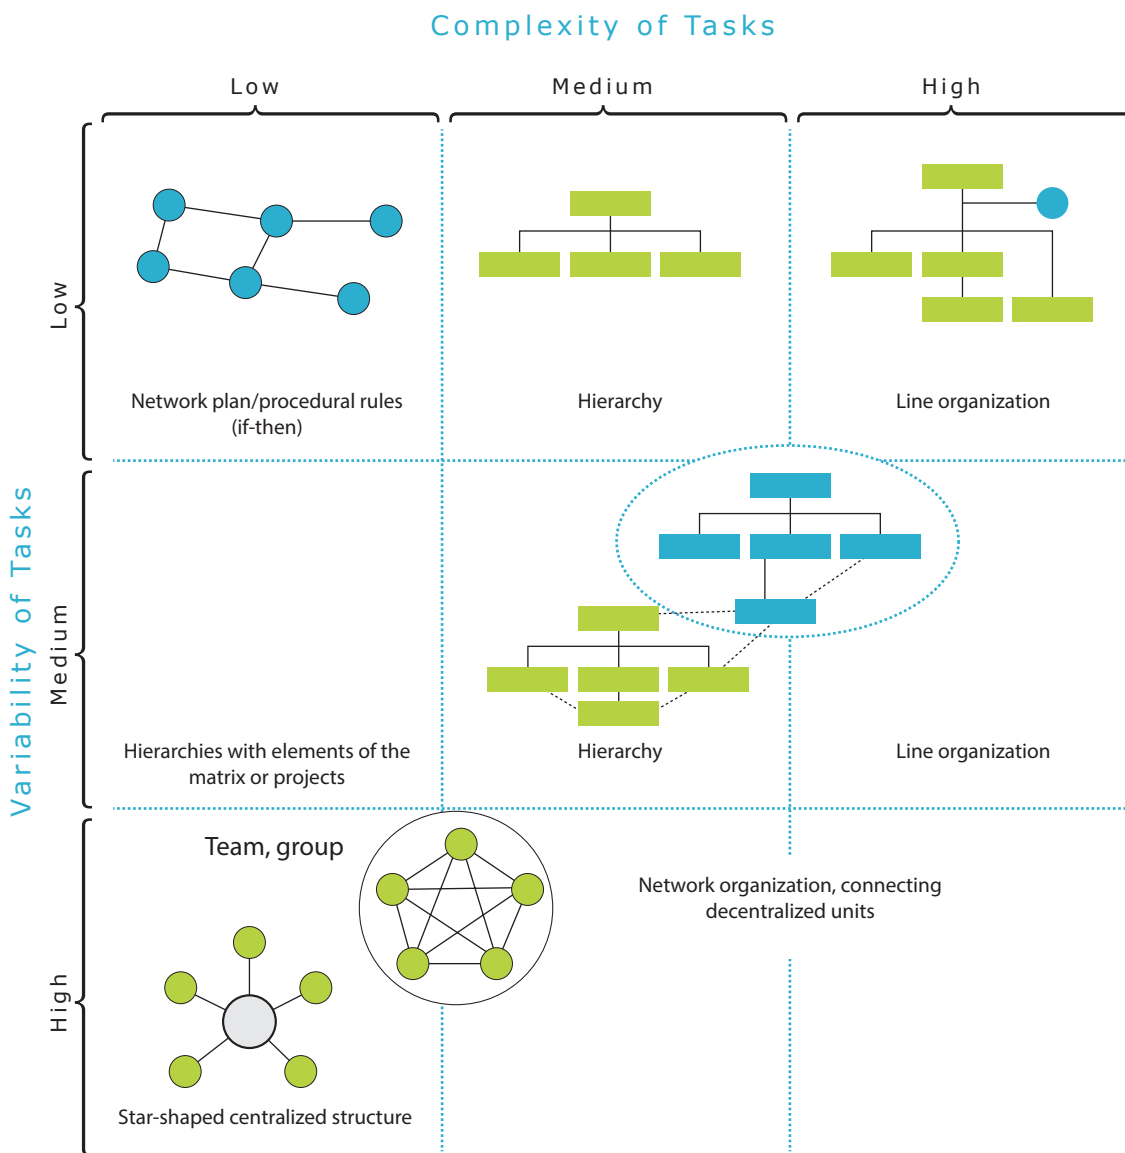 Complexity of Tasks
Low
Medium
High
Low
Network plan/procedural rules
(if-then)
Hierarchy
Line organization
Variability of Tasks
Medium
Hierarchies with elements of the
matrix or projects
Hierarchy
Line organization
High
Team, group
Network organization, connecting
decentralized units
Star-shaped centralized structure